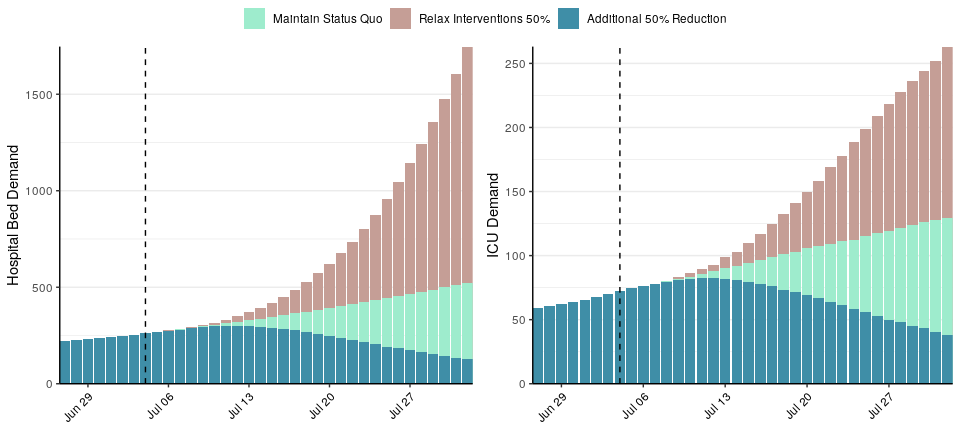 Maintain Status Quo Relax Interventions 50% Additional 50% Reduction
Hospital Bed Demand
1500
1000
500
0
Jun 29 Jul 06 Jul 13 Jul 20 Jul 27
ICU Demand
250
200
150
100
50
0
Jun 29 Jul 06 Jul 13 Jul 20 Jul 27